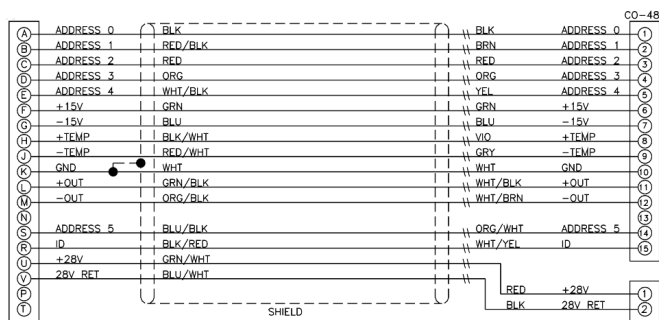 CO-48
A ADDRESS 0 BLK BLK ADDRESS 0 1
B ADDRESS 1 RED/BLK BRN ADDRESS 1 2
C ADDRESS 2 RED RED ADDRESS 2 3
D ADDRESS 3 ORG ORG ADDRESS 3 4
E ADDRESS 4 WHT/BLK YEL ADDRESS 4 5
F +15V GRN GRN +15V 6
G -15V BLU BLU -15V 7
H +TEMP BLK/WHT VIO +TEMP 8
J -TEMP RED/WHT GRY -TEMP 9
K GND WHT WHT GND 10
L +OUT GRN/BLK WHT/BLK +OUT 11
M -OUT ORG/BLK WHT/BRN -OUT 12
N 13
S ADDRESS 5 BLU/BLK ORG/WHT ADDRESS 5 14
R ID BLK/RED WHT/YEL ID 15
U +28V GRN/WHT
V 28V RET BLU/WHT
P RED +28V 1
T BLK 28V RET 2
SHIELD